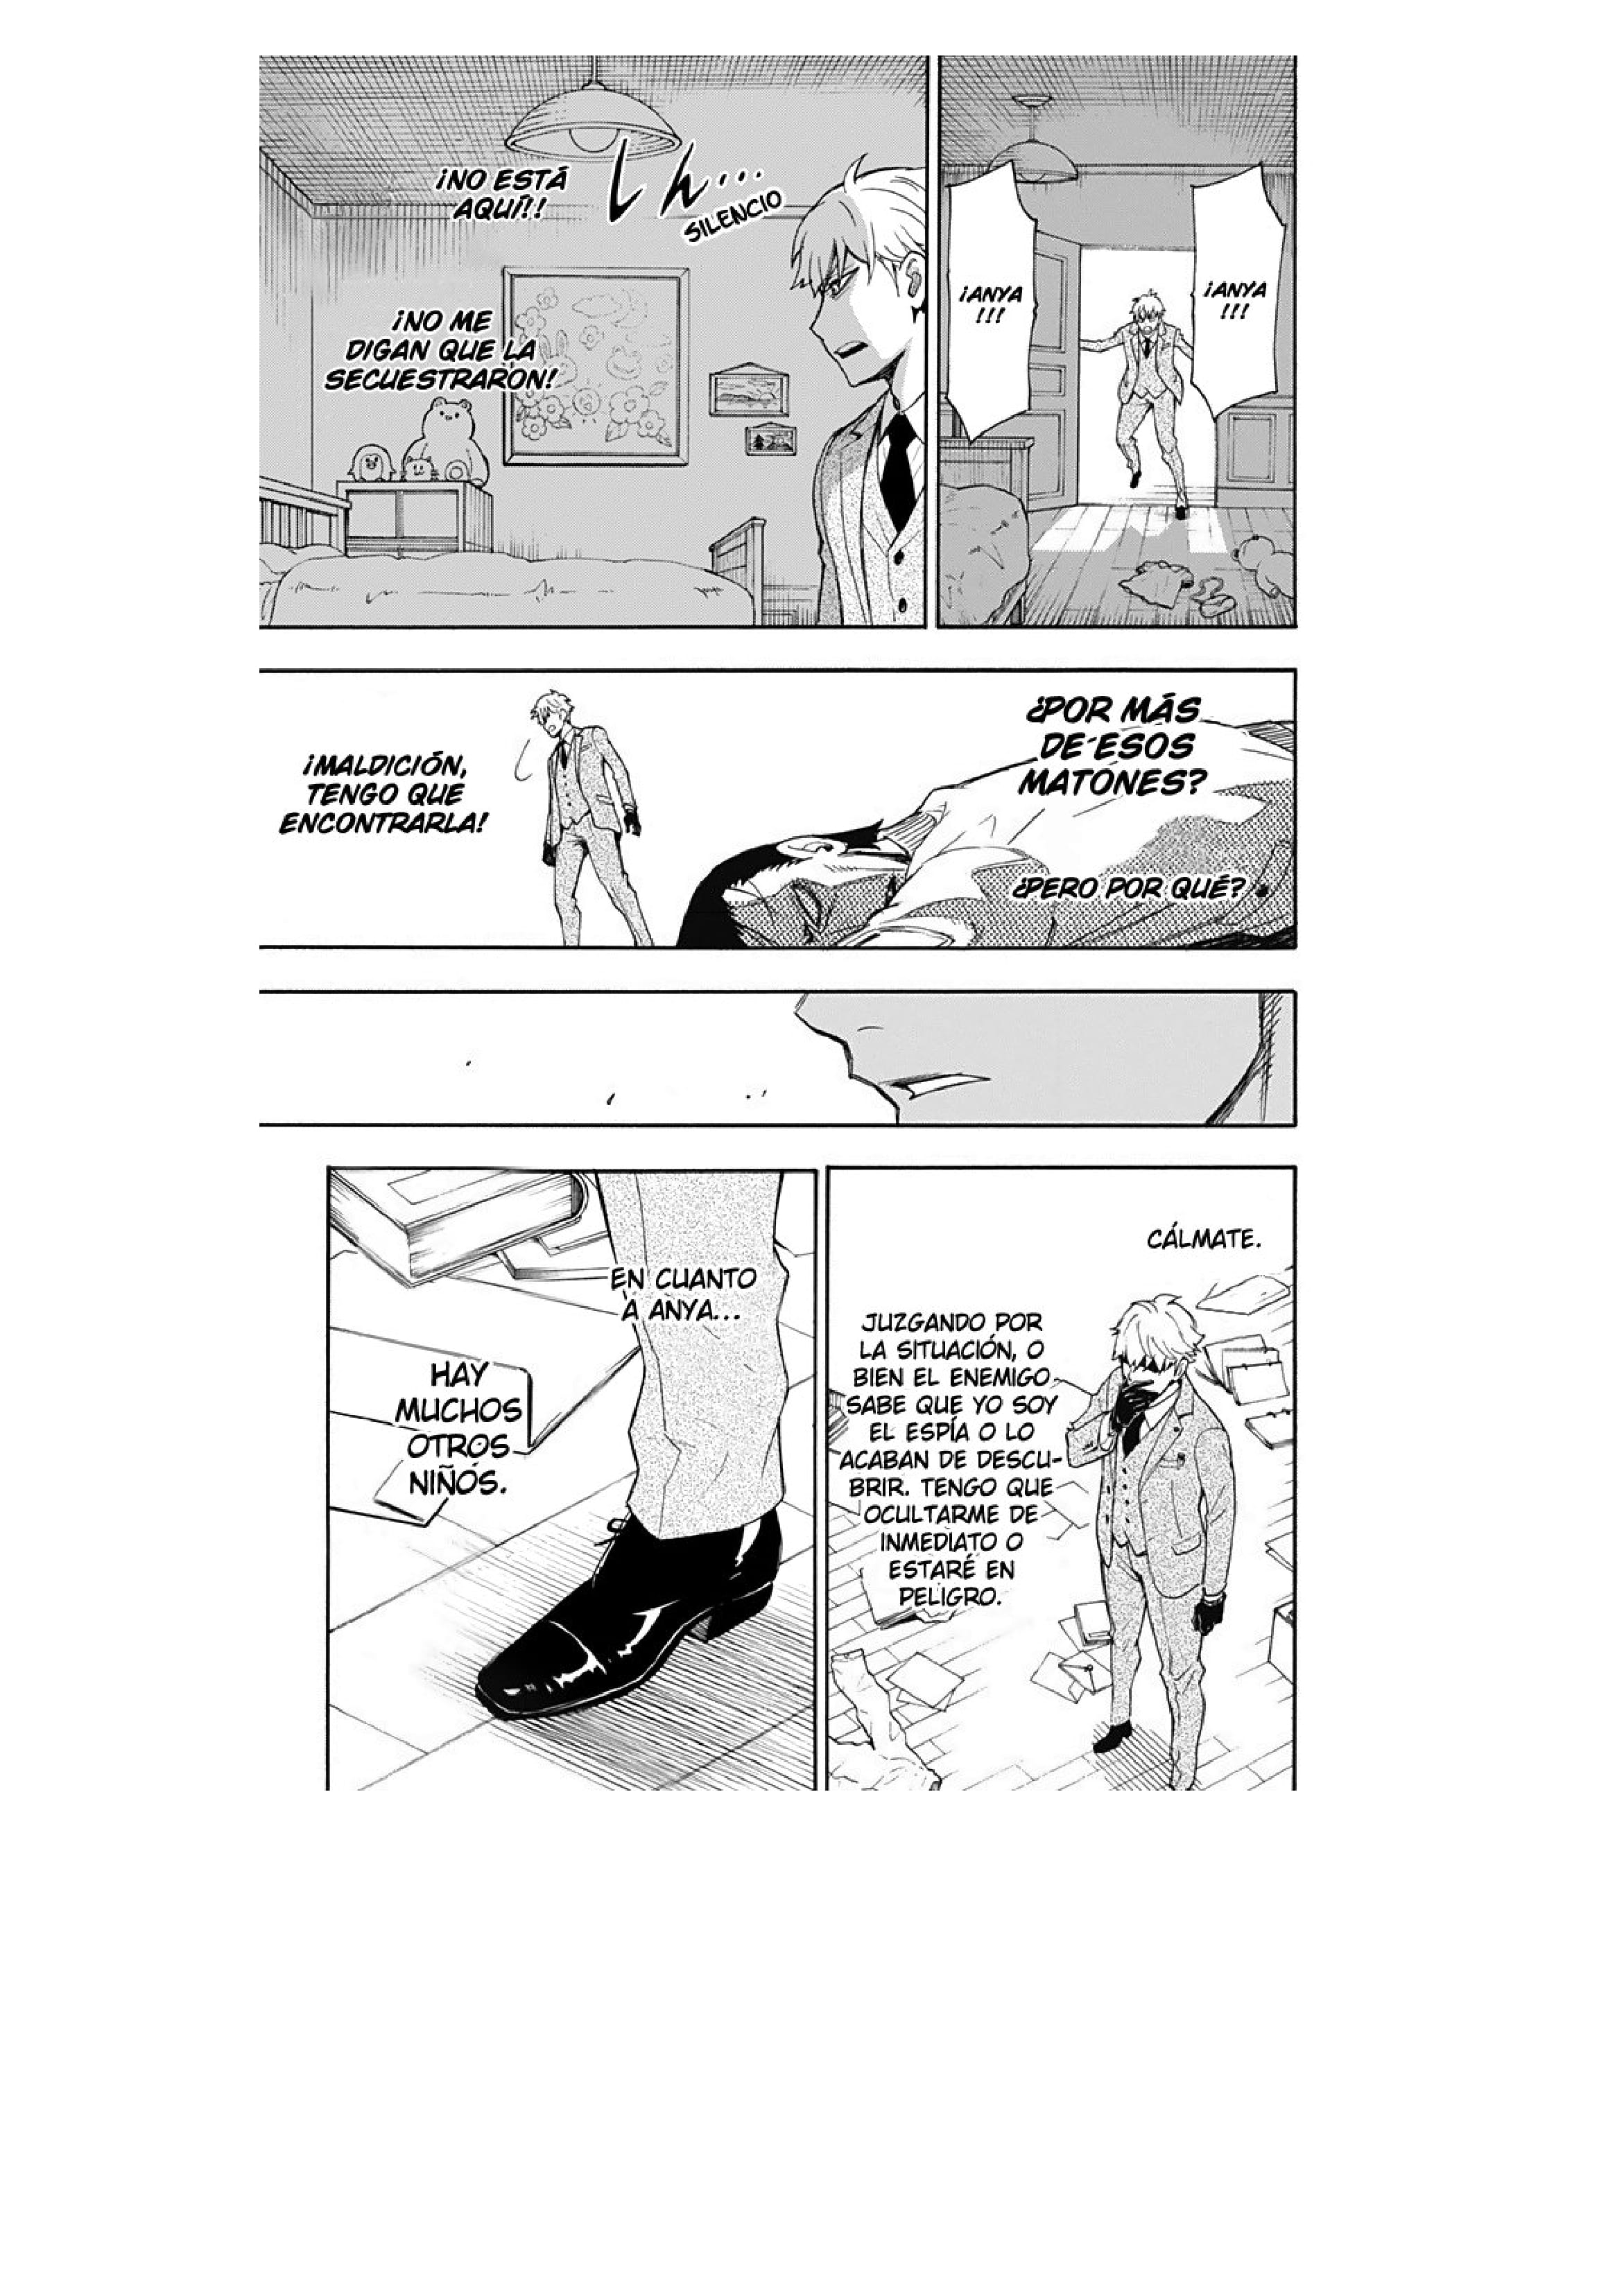 ¡ANYA
!!!
¡ANYA
!!!
しん...
SILENCIO
¡NO ESTÁ
AQUÍ!!
¡NO ME
DIGAN QUE LA
SECUESTRARON!
¿POR MÁS
DE ESOS
MATONES?
¿PERO POR QUÉ?
¡MALDICIÓN,
TENGO QUE
ENCONTRARLA!
CÁLMATE.
JUZGANDO POR
LA SITUACIÓN, O
BIEN EL ENEMIGO
SABE QUE YO SOY
EL ESPÍA O LO
ACABAN DE DESCU-
BRIR. TENGO QUE
OCULTARME DE
INMEDIATO O
ESTARÉ EN
PELIGRO.
EN CUANTO
A ANYA...
HAY
MUCHOS
OTROS
NIÑOS.